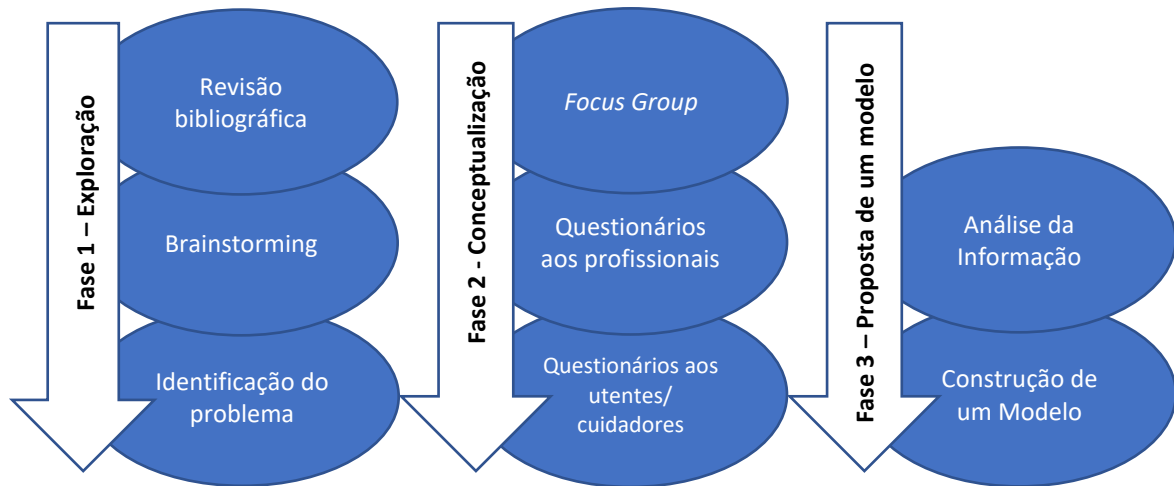 Fase 1 – Exploração
Revisão
bibliográfica
Brainstorming
Identificação do
problema
Fase 2 - Conceptualização
Focus Group
Questionários
aos profissionais
Questionários aos
utentes/
cuidadores
Fase 3 – Proposta de um modelo
Análise da
Informação
Construção de
um Modelo